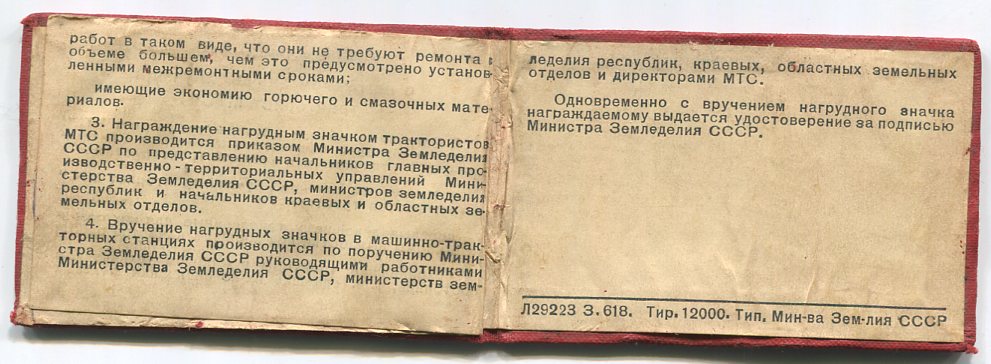 работ в таком виде, что они не требуют ремонта в
объеме большем, чем это предусмотрено установ-
ленными межремонтными сроками;
имеющие экономию горючего и смазочных мате-
риалов.
3. Награждение нагрудным значком трактористов
МТС производится приказом Министра Земледелия
СССР по представлению начальников главных про-
изводственно-территориальных управлений Мини-
стерства Земледелия СССР, министров земледелия
республик и начальников краевых и областных зе-
мельных отделов.
4. Вручение нагрудных значков в машинно-трак-
торных станциях производится по поручению Мини-
стра Земледелия СССР руководящими работниками
Министерства Земледелия СССР, министерств зем-
леделия республик, краевых, областных земельных
отделов и директорами МТС.
Одновременно с вручением нагрудного значка
награждаемому выдается удостоверение за подписью
Министра Земледелия СССР.
Л29223 З.618. Тир. 12000. Тип. Мин-ва Зем-лия СССР